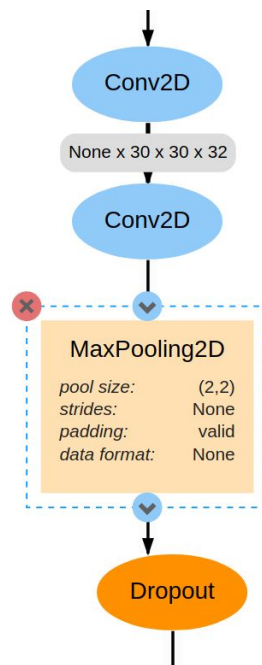 Conv2D
None x 30 x 30 x 32
Conv2D
MaxPooling2D
pool size: (2,2)
strides: None
padding: valid
data format: None
Dropout